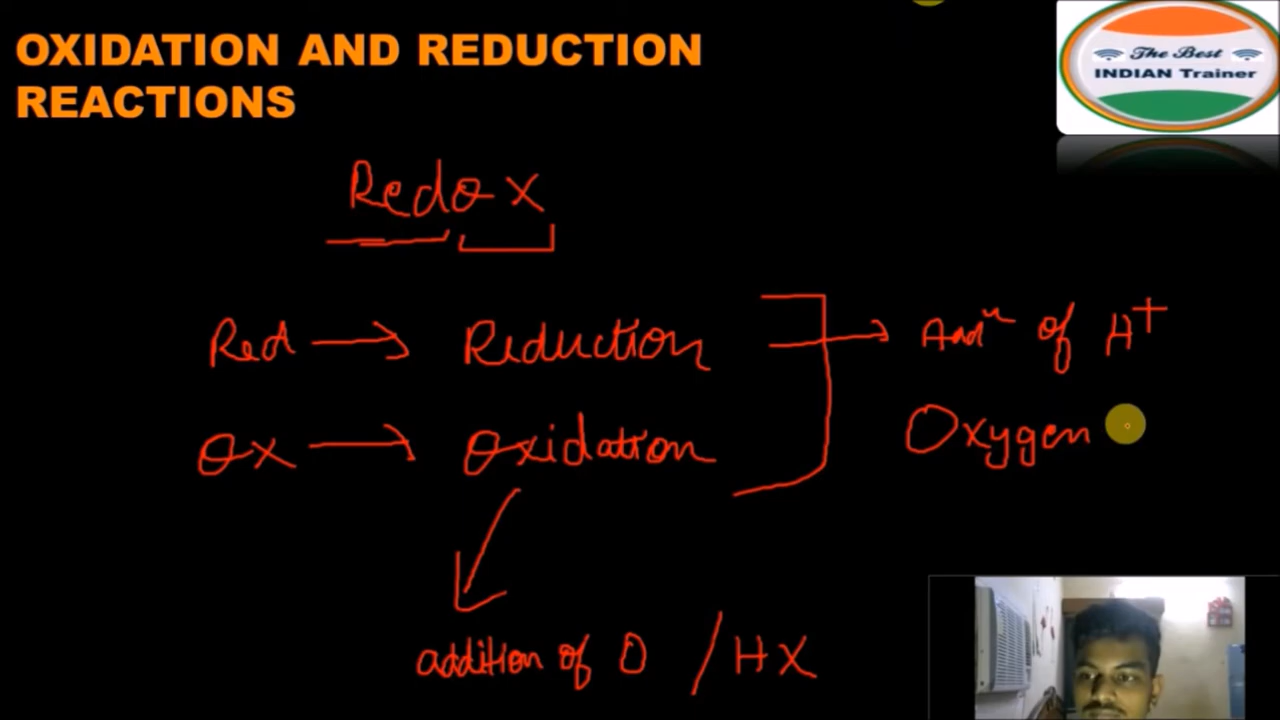 OXIDATION AND REDUCTION
REACTIONS
The Best
INDIAN Trainer
Redox
Red → Reduction → Addⁿ of H⁺
Ox → Oxidation Oxygen
addition of O / HX